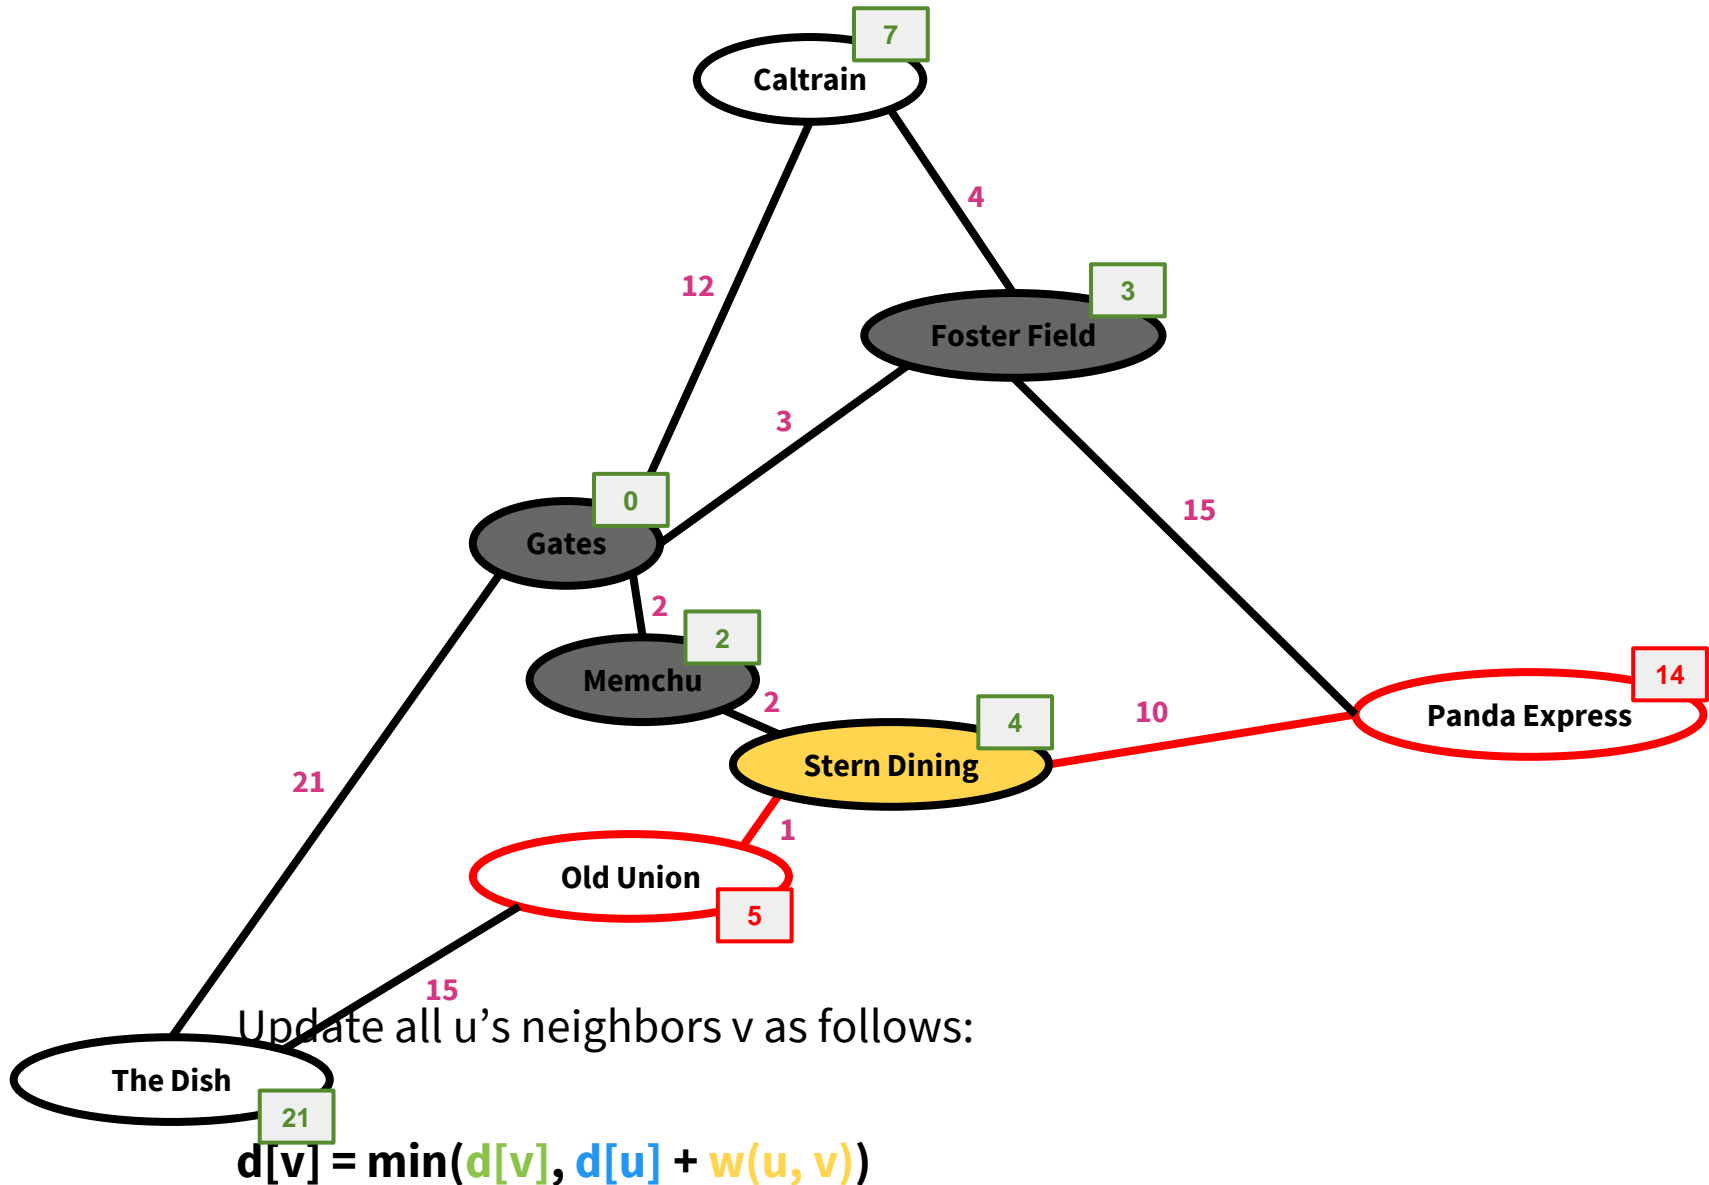 7
Caltrain
4
12
3
Foster Field
3
0
15
Gates
2
2
14
Memchu
2
4
10
Panda Express
Stern Dining
21
1
Old Union
5
15
Update all u’s neighbors v as follows:
The Dish
21
d[v] = min(d[v], d[u] + w(u, v))